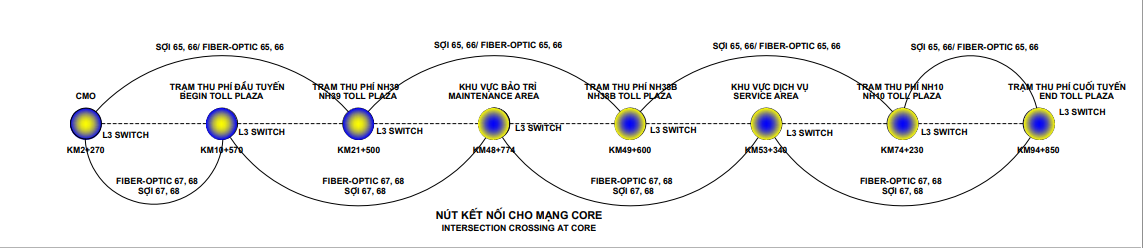 SỢI 65, 66/ FIBER-OPTIC 65, 66
SỢI 65, 66/ FIBER-OPTIC 65, 66
SỢI 65, 66/ FIBER-OPTIC 65, 66
SỢI 65, 66/ FIBER-OPTIC 65, 66
CMO
TRẠM THU PHÍ ĐẦU TUYẾN
BEGIN TOLL PLAZA
TRẠM THU PHÍ NH39
NH39 TOLL PLAZA
KHU VỰC BẢO TRÌ
MAINTENANCE AREA
TRẠM THU PHÍ NH38B
NH38B TOLL PLAZA
KHU VỰC DỊCH VỤ
SERVICE AREA
TRẠM THU PHÍ NH10
NH10 TOLL PLAZA
TRẠM THU PHÍ CUỐI TUYẾN
END TOLL PLAZA
L3 SWITCH
L3 SWITCH
L3 SWITCH
L3 SWITCH
L3 SWITCH
L3 SWITCH
L3 SWITCH
L3 SWITCH
KM2+270
KM10+570
KM21+500
KM48+774
KM49+600
KM53+340
KM74+230
KM94+850
FIBER-OPTIC 67, 68
SỢI 67, 68
FIBER-OPTIC 67, 68
SỢI 67, 68
FIBER-OPTIC 67, 68
SỢI 67, 68
FIBER-OPTIC 67, 68
SỢI 67, 68
NÚT KẾT NỐI CHO MẠNG CORE
INTERSECTION CROSSING AT CORE